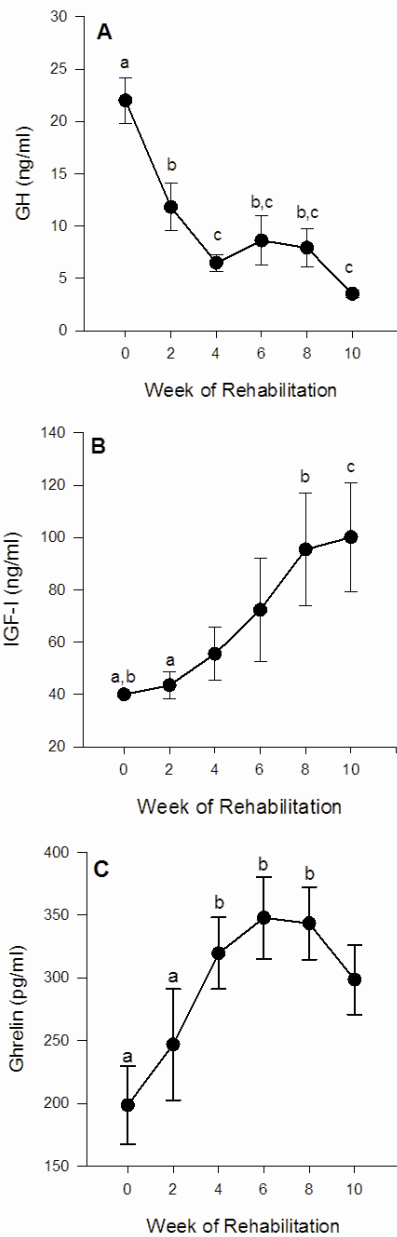 A
30
25
20
15
10
5
0
GH (ng/ml)
a
b
c
b,c
b,c
c
0 2 4 6 8 10
Week of Rehabilitation
B
140
120
100
80
60
40
20
IGF-I (ng/ml)
a,b
a
b
c
0 2 4 6 8 10
Week of Rehabilitation
C
400
350
300
250
200
150
Ghrelin (pg/ml)
a
a
b
b
b
0 2 4 6 8 10
Week of Rehabilitation